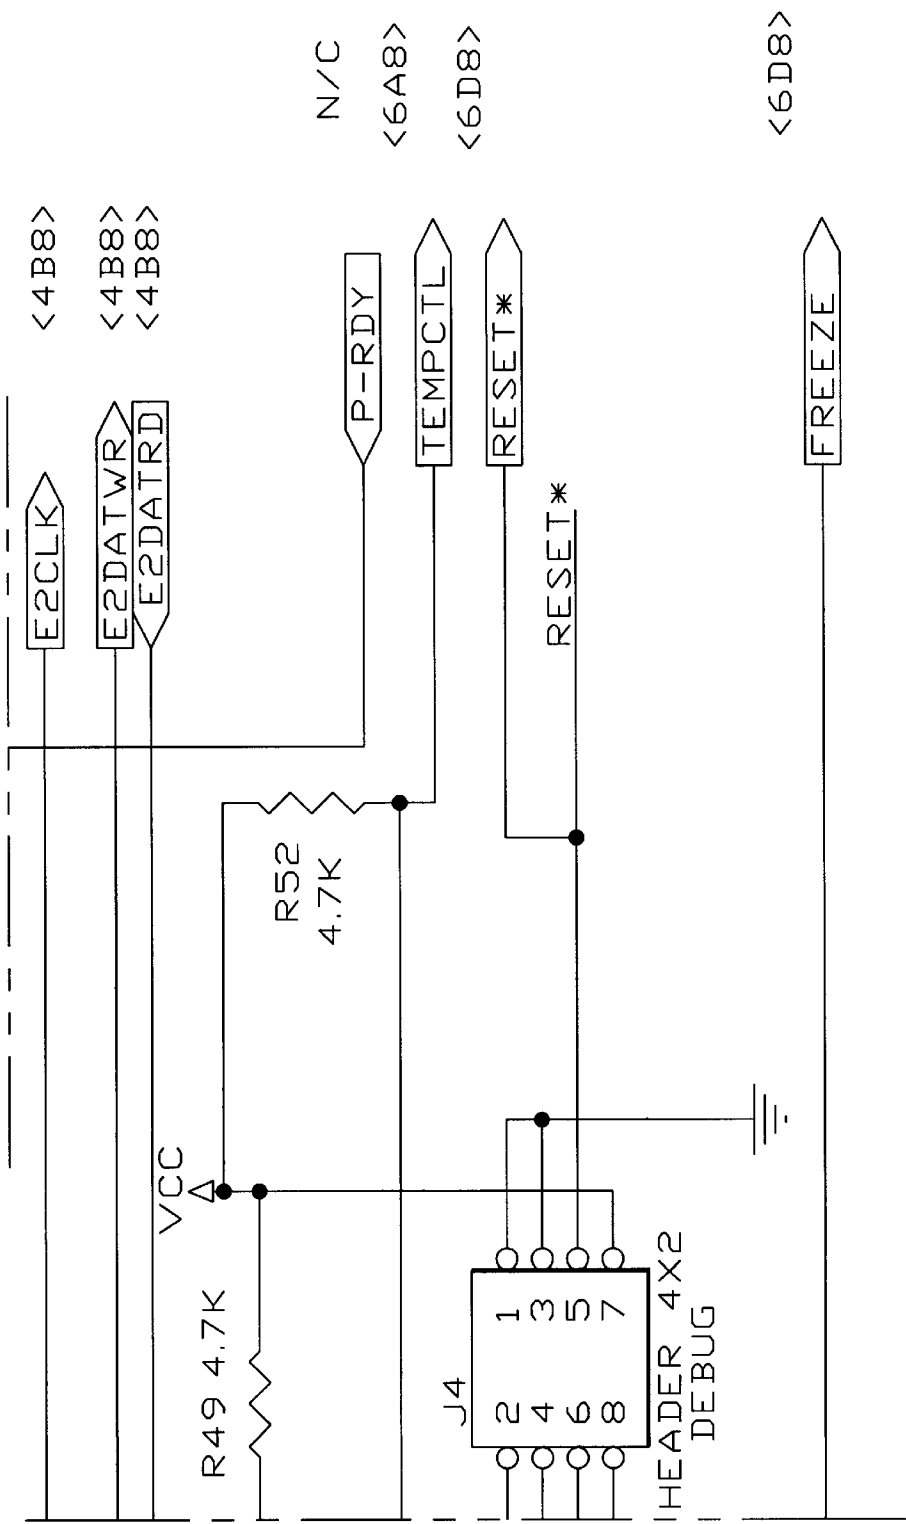 E2CLK
<4B8>
E2DATWR
<4B8>
E2DATRD
<4B8>
VCC
R49 4.7K
R52
4.7K
P-RDY
N/C
TEMPCTL
<6A8>
RESET*
<6D8>
RESET*
J4
2 1
4 3
6 5
8 7
HEADER 4X2
DEBUG
FREEZE
<6D8>